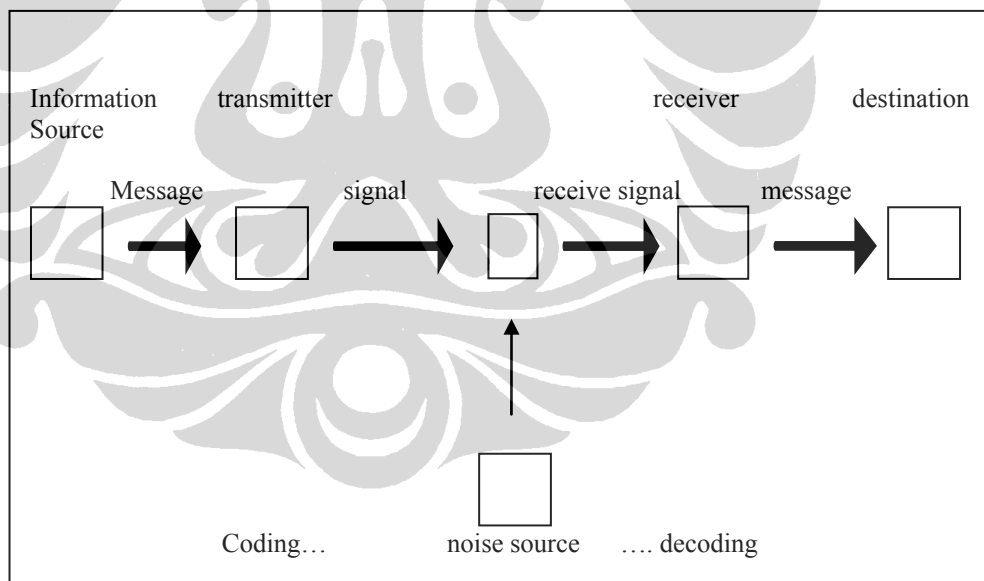 Information transmitter receiver destination
Source
Message signal receive signal message
Coding… noise source …. decoding